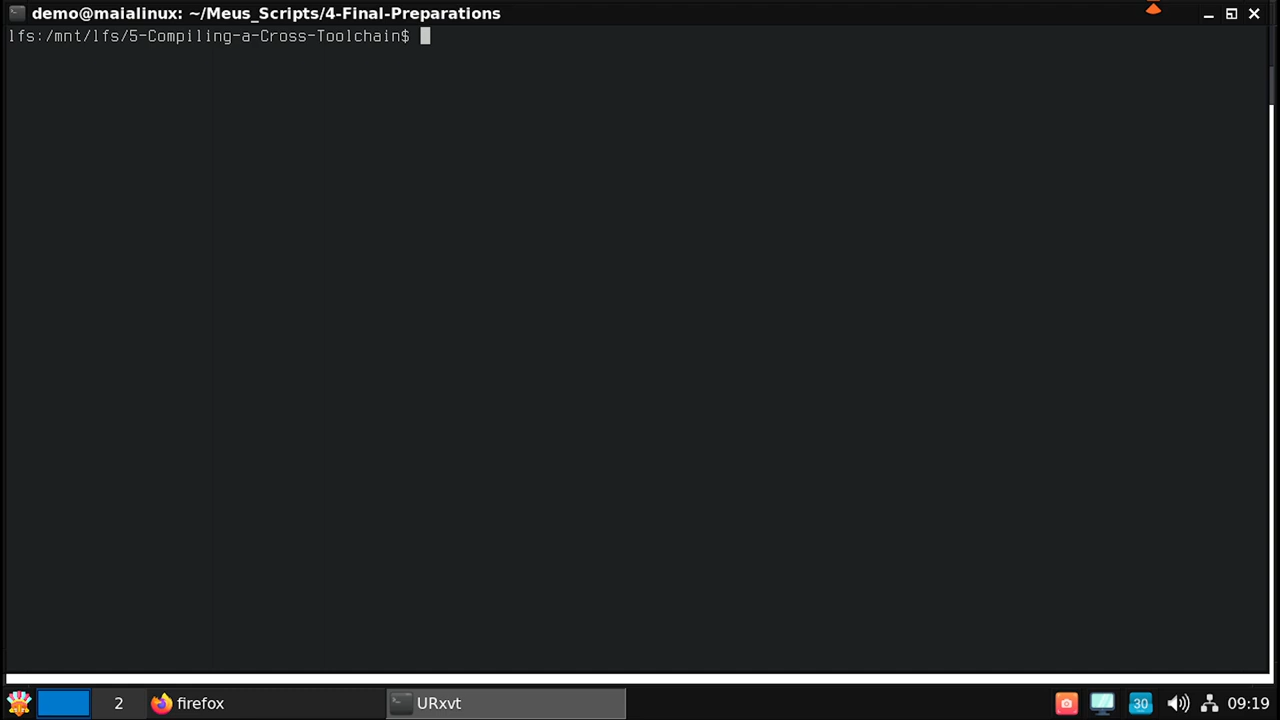 demo@maialinux: ~/Meus_Scripts/4-Final-Preparations
lfs:/mnt/lfs/5-Compiling-a-Cross-Toolchain$
2
firefox
URxvt
30
09:19